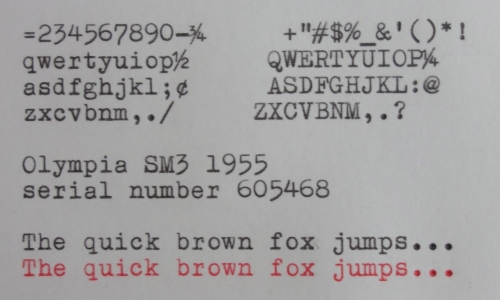 =234567890-¾ +"#$%_&'()*!
qwertyuiop½ QWERTYUIOP¼
asdfghjkl;¢ ASDFGHJKL:@
zxcvbnm,./ ZXCVBNM,.?
Olympia SM3 1955
serial number 605468
The quick brown fox jumps...
The quick brown fox jumps...